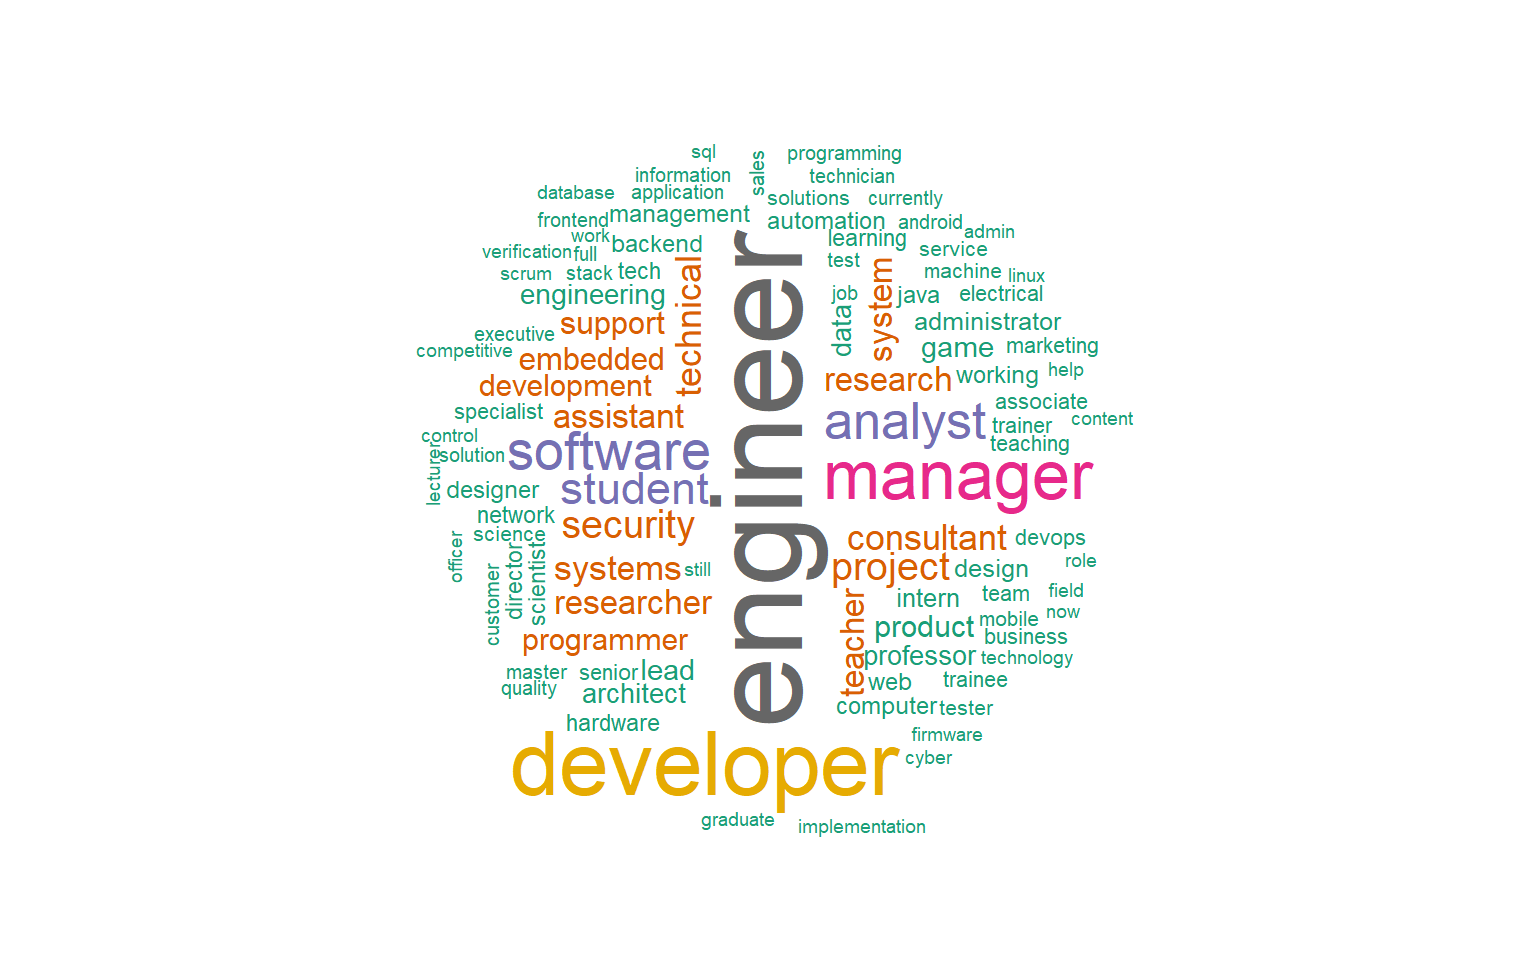 sql
sales
programming
information
technician
database
application
solutions
currently
frontend
management
automation
android
work
backend
learning
admin
verification
full
test
service
scrum
stack
tech
technical
system
machine
linux
engineering
job
java
electrical
support
data
administrator
executive
competitive
embedded
game
marketing
development
research
working
help
specialist
assistant
analyst
associate
trainer
content
control
solution
software
teaching
lecturer
designer
student
manager
engineer
network
security
science
consultant
devops
officer
director
scientist
systems
still
project
design
role
customer
researcher
intern
team
field
programmer
teacher
product
mobile
now
business
professor
technology
master
senior
lead
web
trainee
quality
architect
computer
tester
hardware
firmware
developer
cyber
graduate
implementation